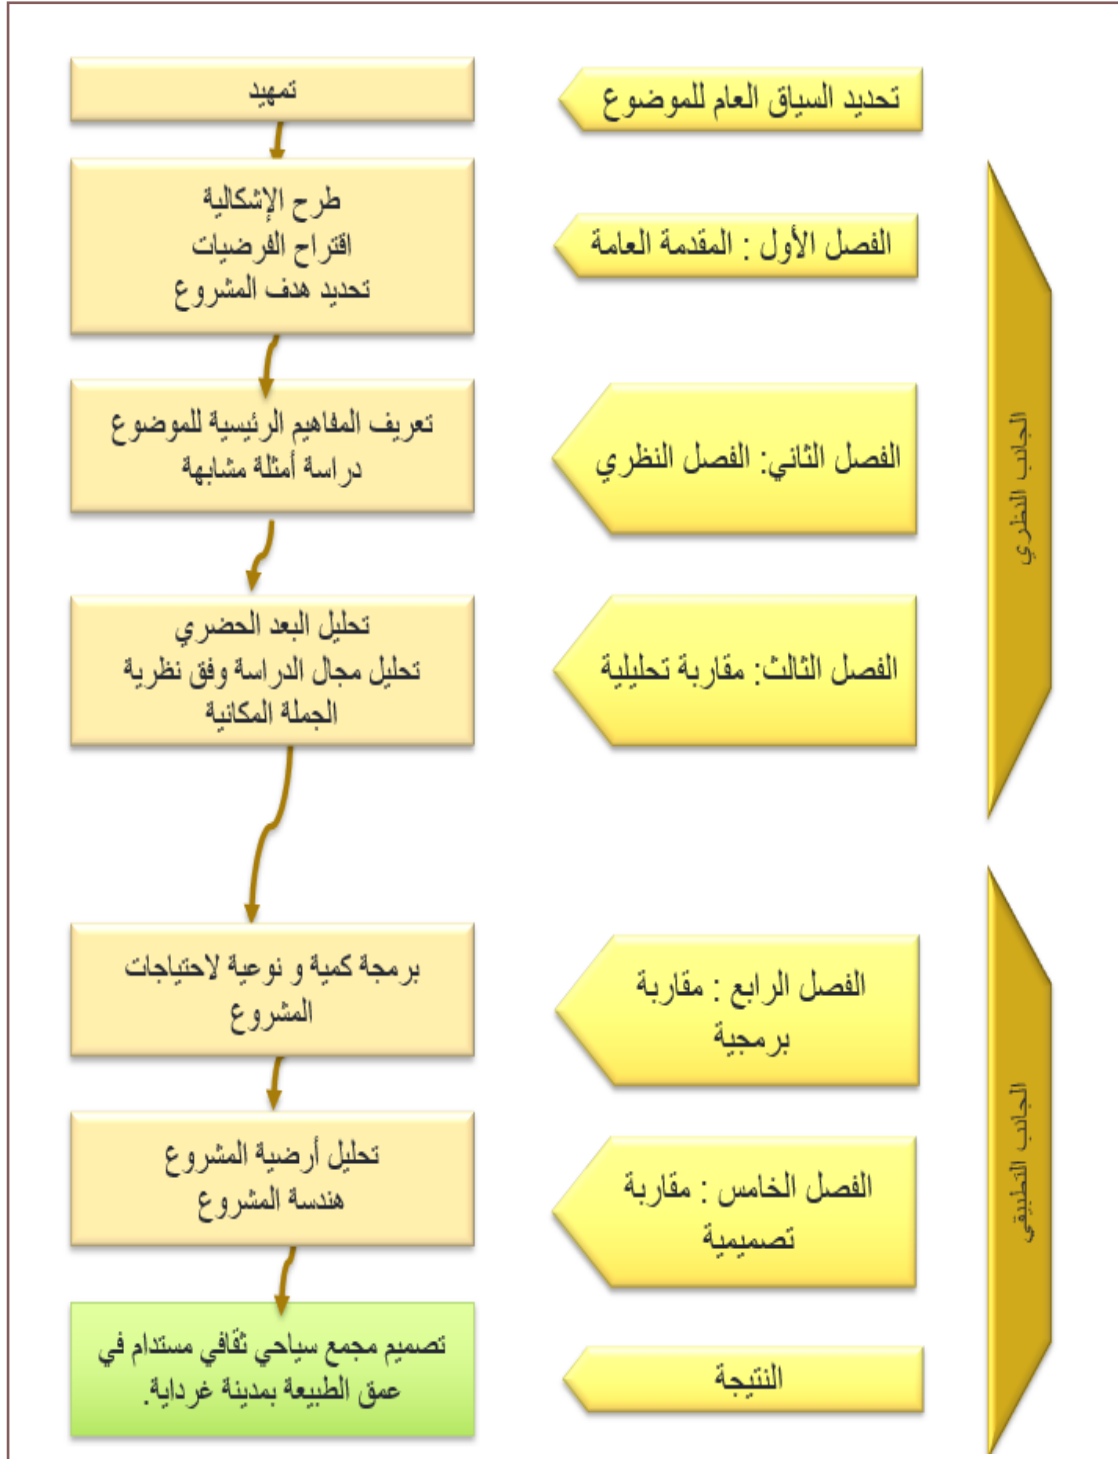 تحديد السياق العام للموضوع
تمهيد
الفصل الأول : المقدمة العامة
طرح الإشكالية
اقتراح الفرضيات
تحديد هدف المشروع
الجانب النظري
الفصل الثاني: الفصل النظري
تعريف المفاهيم الرئيسية للموضوع
دراسة أمثلة مشابهة
الفصل الثالث: مقاربة تحليلية
تحليل البعد الحضري
تحليل مجال الدراسة وفق نظرية
الجملة المكانية
الفصل الرابع : مقاربة
برمجية
برمجة كمية و نوعية لاحتياجات
المشروع
الجانب التطبيقي
الفصل الخامس : مقاربة
تصميمية
تحليل أرضية المشروع
هندسة المشروع
النتيجة
تصميم مجمع سياحي ثقافي مستدام في
عمق الطبيعة بمدينة غرداية.